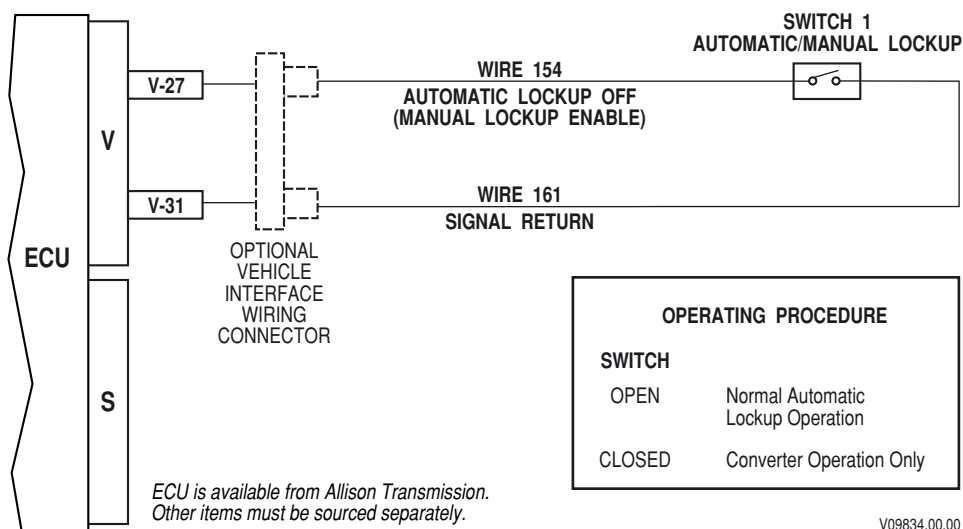 SWITCH 1
AUTOMATIC/MANUAL LOCKUP
V-27
WIRE 154
AUTOMATIC LOCKUP OFF
(MANUAL LOCKUP ENABLE)
V
V-31
WIRE 161
SIGNAL RETURN
ECU
OPTIONAL
VEHICLE
INTERFACE
WIRING
CONNECTOR
OPERATING PROCEDURE
SWITCH
OPEN Normal Automatic
Lockup Operation
CLOSED Converter Operation Only
S
ECU is available from Allison Transmission.
Other items must be sourced separately.
V09834.00.00